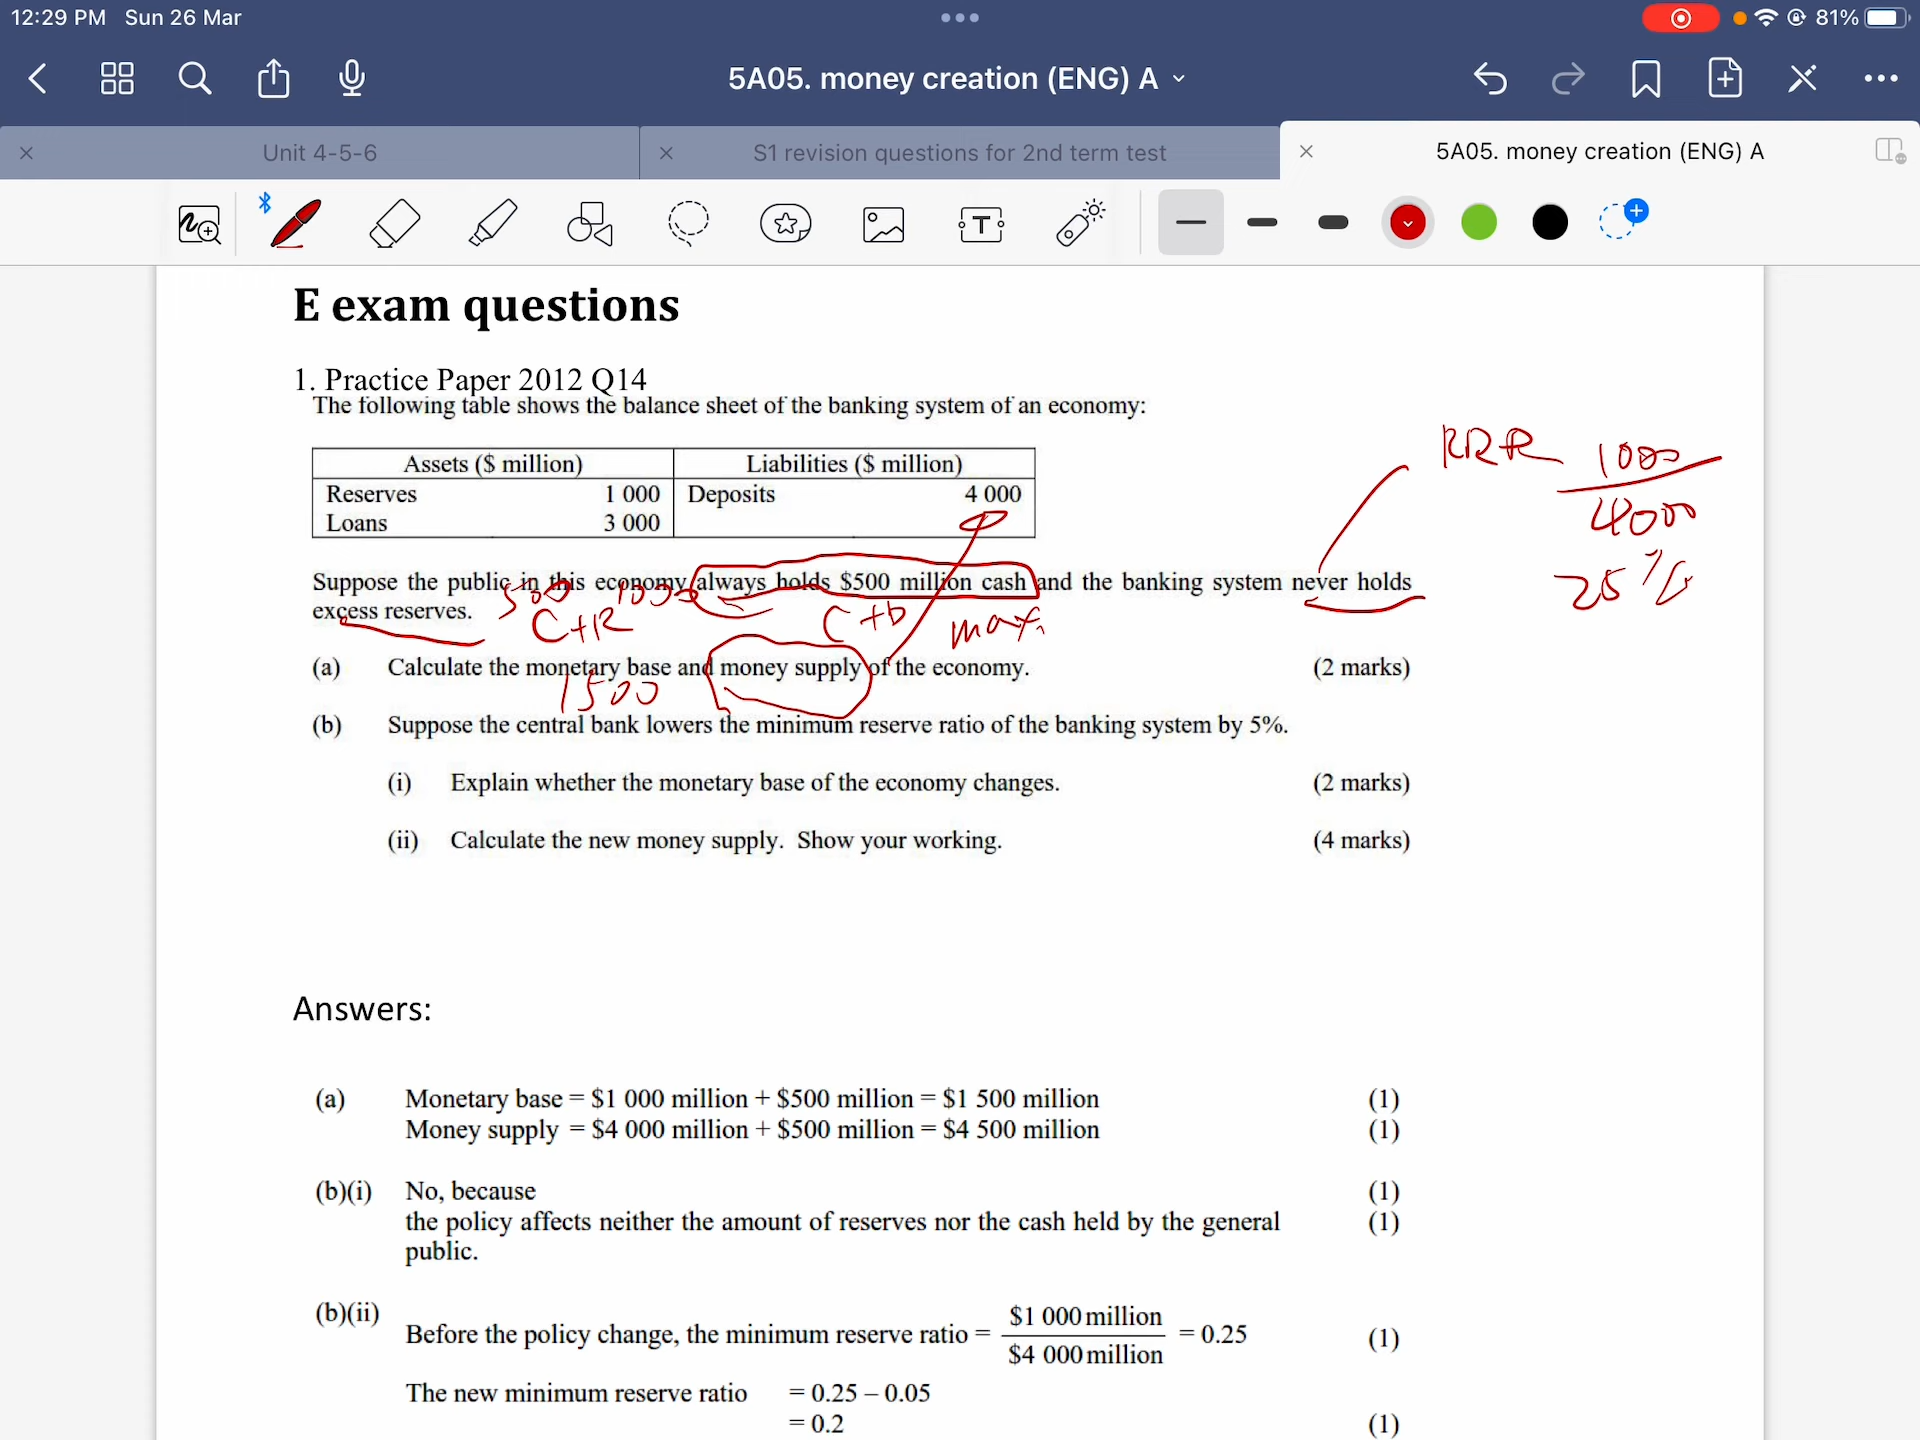 12:29 PM Sun 26 Mar
81%
5A05. money creation (ENG) A
Unit 4-5-6
S1 revision questions for 2nd term test
5A05. money creation (ENG) A
E exam questions
1. Practice Paper 2012 Q14
The following table shows the balance sheet of the banking system of an economy:
RRR 1000
4000
25%
Assets ($ million) Liabilities ($ million)
Reserves 1 000 Deposits 4 000
Loans 3 000
Suppose the public in this economy always holds $500 million cash and the banking system never holds
excess reserves.
500 1000
C+R C+D max
(a) Calculate the monetary base and money supply of the economy. (2 marks)
1500
(b) Suppose the central bank lowers the minimum reserve ratio of the banking system by 5%.
(i) Explain whether the monetary base of the economy changes. (2 marks)
(ii) Calculate the new money supply. Show your working. (4 marks)
Answers:
(a) Monetary base = $1 000 million + $500 million = $1 500 million (1)
Money supply = $4 000 million + $500 million = $4 500 million (1)
(b)(i) No, because (1)
the policy affects neither the amount of reserves nor the cash held by the general (1)
public.
(b)(ii) Before the policy change, the minimum reserve ratio = $1 000 million / $4 000 million = 0.25 (1)
The new minimum reserve ratio = 0.25 – 0.05
= 0.2 (1)